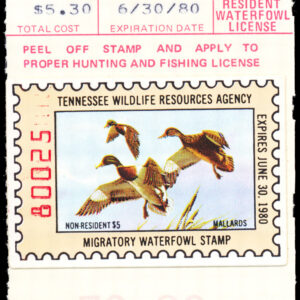 $5.30
6/30/80
RESIDENT
WATERFOWL
LICENSE
TOTAL COST
EXPIRATION DATE
PEEL OFF STAMP AND APPLY TO
PROPER HUNTING AND FISHING LICENSE
TENNESSEE WILDLIFE RESOURCES AGENCY
80025
EXPIRES JUNE 30, 1980
NON-RESIDENT $5
MALLARDS
MIGRATORY WATERFOWL STAMP